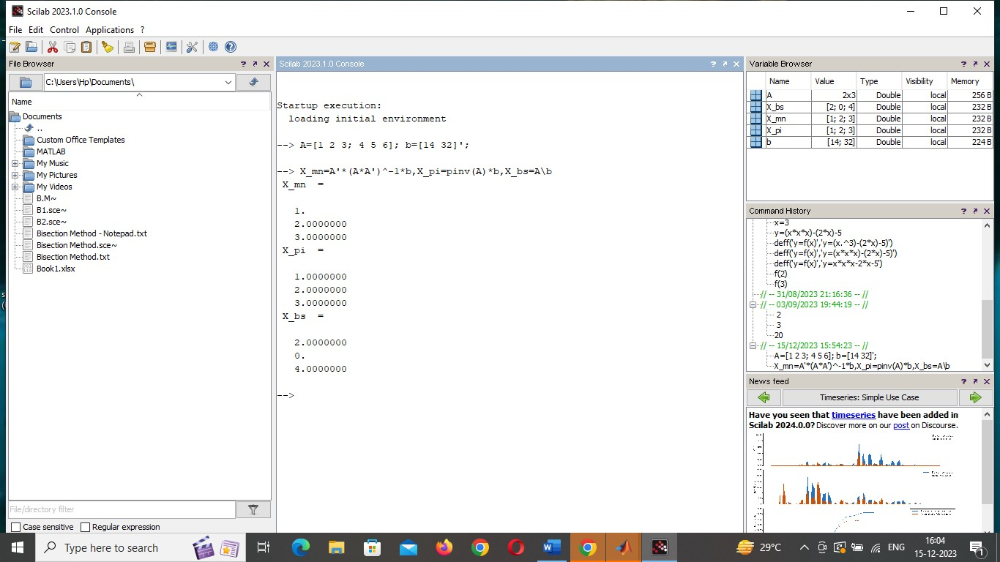 Scilab 2023.1.0 Console
File Edit Control Applications ?
File Browser ? ↗ ×
C:\Users\Hp\Documents\
Name
Documents
..
Custom Office Templates
MATLAB
My Music
My Pictures
My Videos
B.M~
B1.sce~
B2.sce~
Bisection Method - Notepad.txt
Bisection Method.sce~
Bisection Method.txt
Book1.xlsx
File/directory filter
Case sensitive Regular expression
Scilab 2023.1.0 Console ? ↗ ×
Startup execution:
loading initial environment
--> A=[1 2 3; 4 5 6]; b=[14 32]';
--> X_mn=A'*(A*A')^-1*b,X_pi=pinv(A)*b,X_bs=A\b
X_mn =
1.
2.0000000
3.0000000
X_pi =
1.0000000
2.0000000
3.0000000
X_bs =
2.0000000
0.
4.0000000
-->
Variable Browser ? ↗ ×
Name Value Type Visibility Memory
A 2x3 Double local 256 B
X_bs [2; 0; 4] Double local 232 B
X_mn [1; 2; 3] Double local 232 B
X_pi [1; 2; 3] Double local 232 B
b [14; 32] Double local 224 B
Command History ? ↗ ×
x=3
y=(x*x*x)-(2*x)-5
deff('y=f(x)','y=(x.^3)-(2*x)-5')
deff('y=f(x)','y=(x*x*x)-(2*x)-5')
deff('y=f(x)','y=x*x*x-2*x-5')
f(2)
f(3)
// -- 31/08/2023 21:16:36 -- //
// -- 03/09/2023 19:44:19 -- //
2
3
20
// -- 15/12/2023 15:54:23 -- //
A=[1 2 3; 4 5 6]; b=[14 32]';
X_mn=A'*(A*A')^-1*b,X_pi=pinv(A)*b,X_bs=A\b
News feed ? ↗ ×
Timeseries: Simple Use Case
Have you seen that timeseries have been added in
Scilab 2024.0.0? Discover more on our post on Discourse.
Type here to search
29°C
ENG
16:04
15-12-2023
1